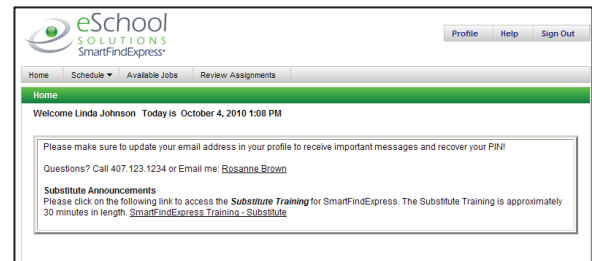 eSchool
SOLUTIONS
SmartFindExpress
Profile Help Sign Out
Home Schedule ▼ Available Jobs Review Assignments
Home
Welcome Linda Johnson Today is October 4, 2010 1:08 PM
Please make sure to update your email address in your profile to receive important messages and recover your PIN!
Questions? Call 407.123.1234 or Email me: Rosanne Brown
Substitute Announcements
Please click on the following link to access the Substitute Training for SmartFindExpress. The Substitute Training is approximately
30 minutes in length. SmartFindExpress Training - Substitute